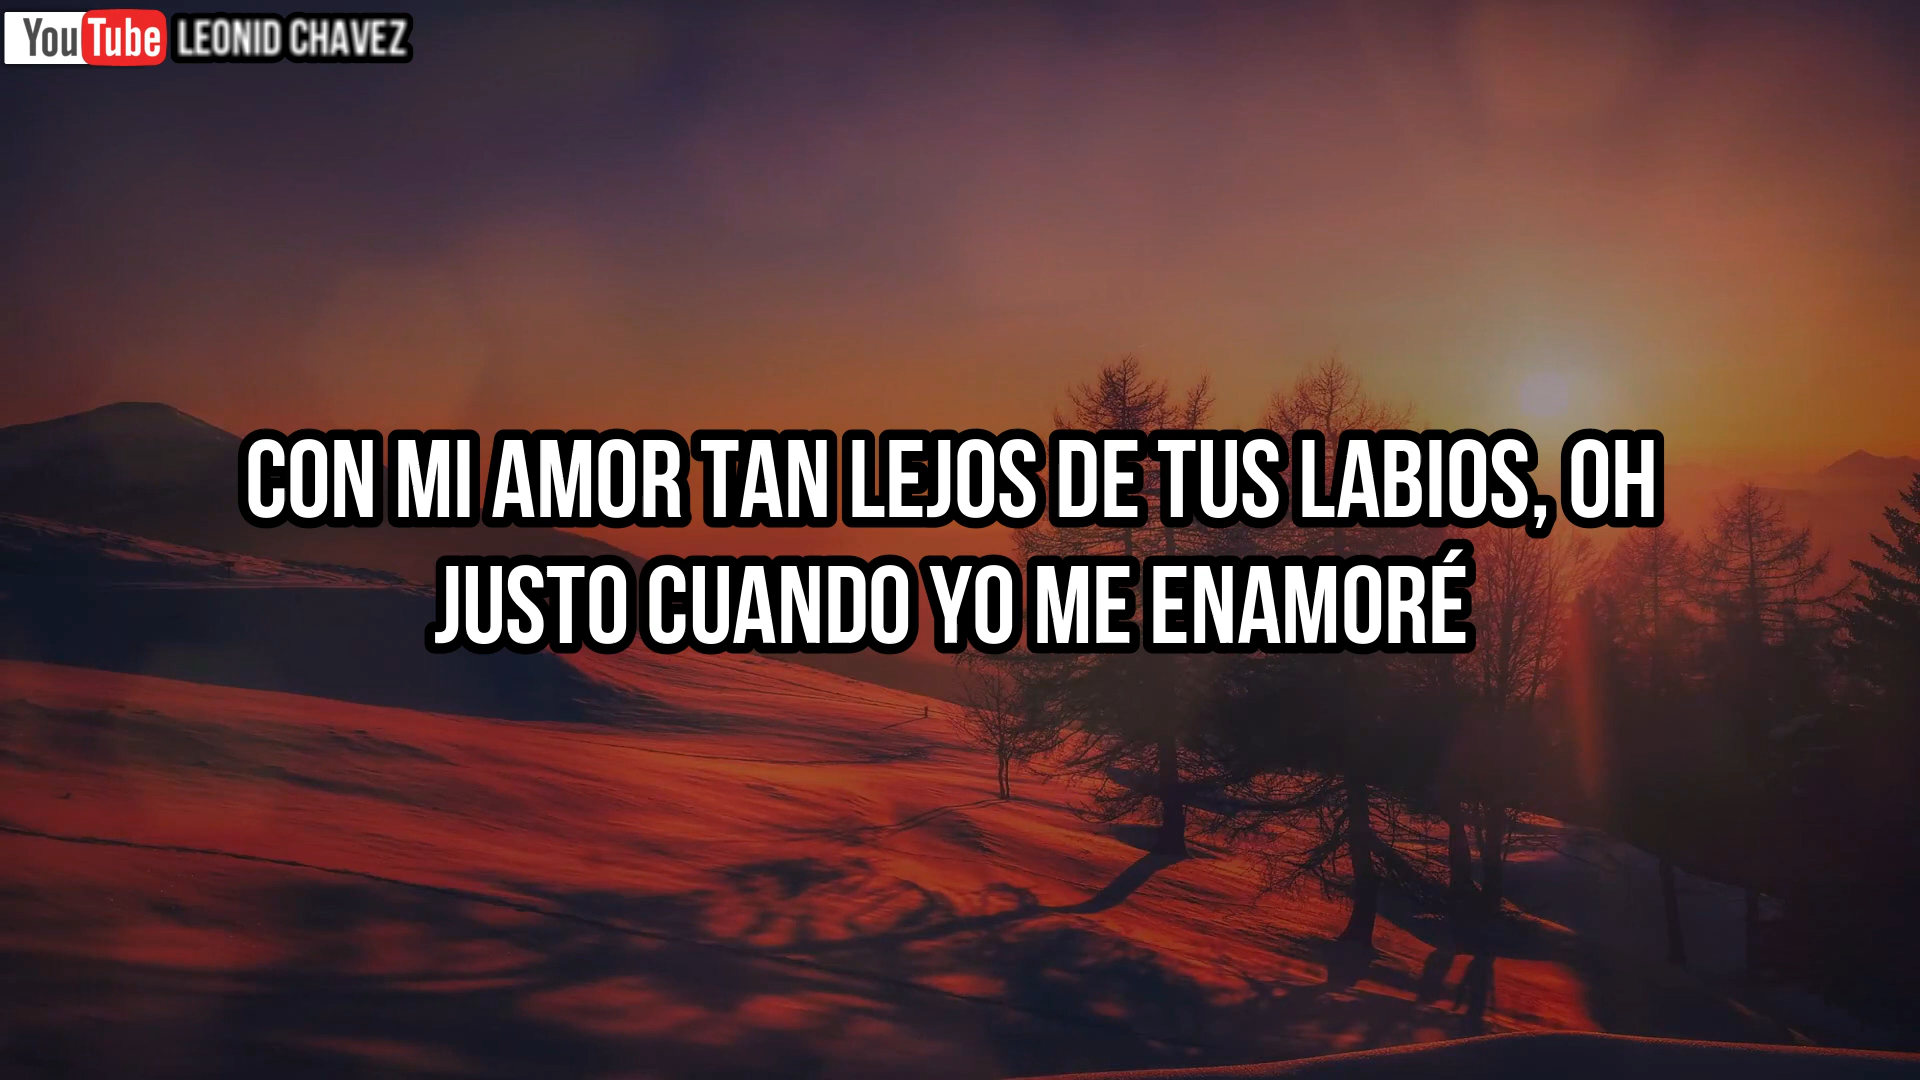 YouTube LEONID CHAVEZ
CON MI AMOR TAN LEJOS DE TUS LABIOS, OH
JUSTO CUANDO YO ME ENAMORÉ